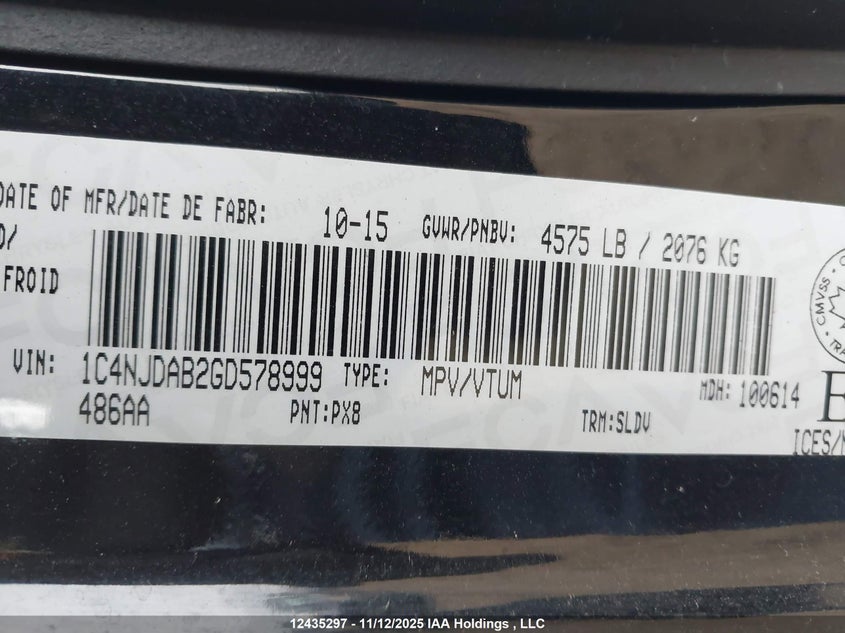 DATE OF MFR/DATE DE FABR: 10-15 GVWR/PNBV: 4575 LB / 2076 KG
FROID
VIN: 1C4NJDAB2GD578999 TYPE: MPV/VTUM MDH: 100614
486AA PNT:PX8 TRM:SLDV
ICES/
CMVSS
12435297 - 11/12/2025 IAA Holdings , LLC